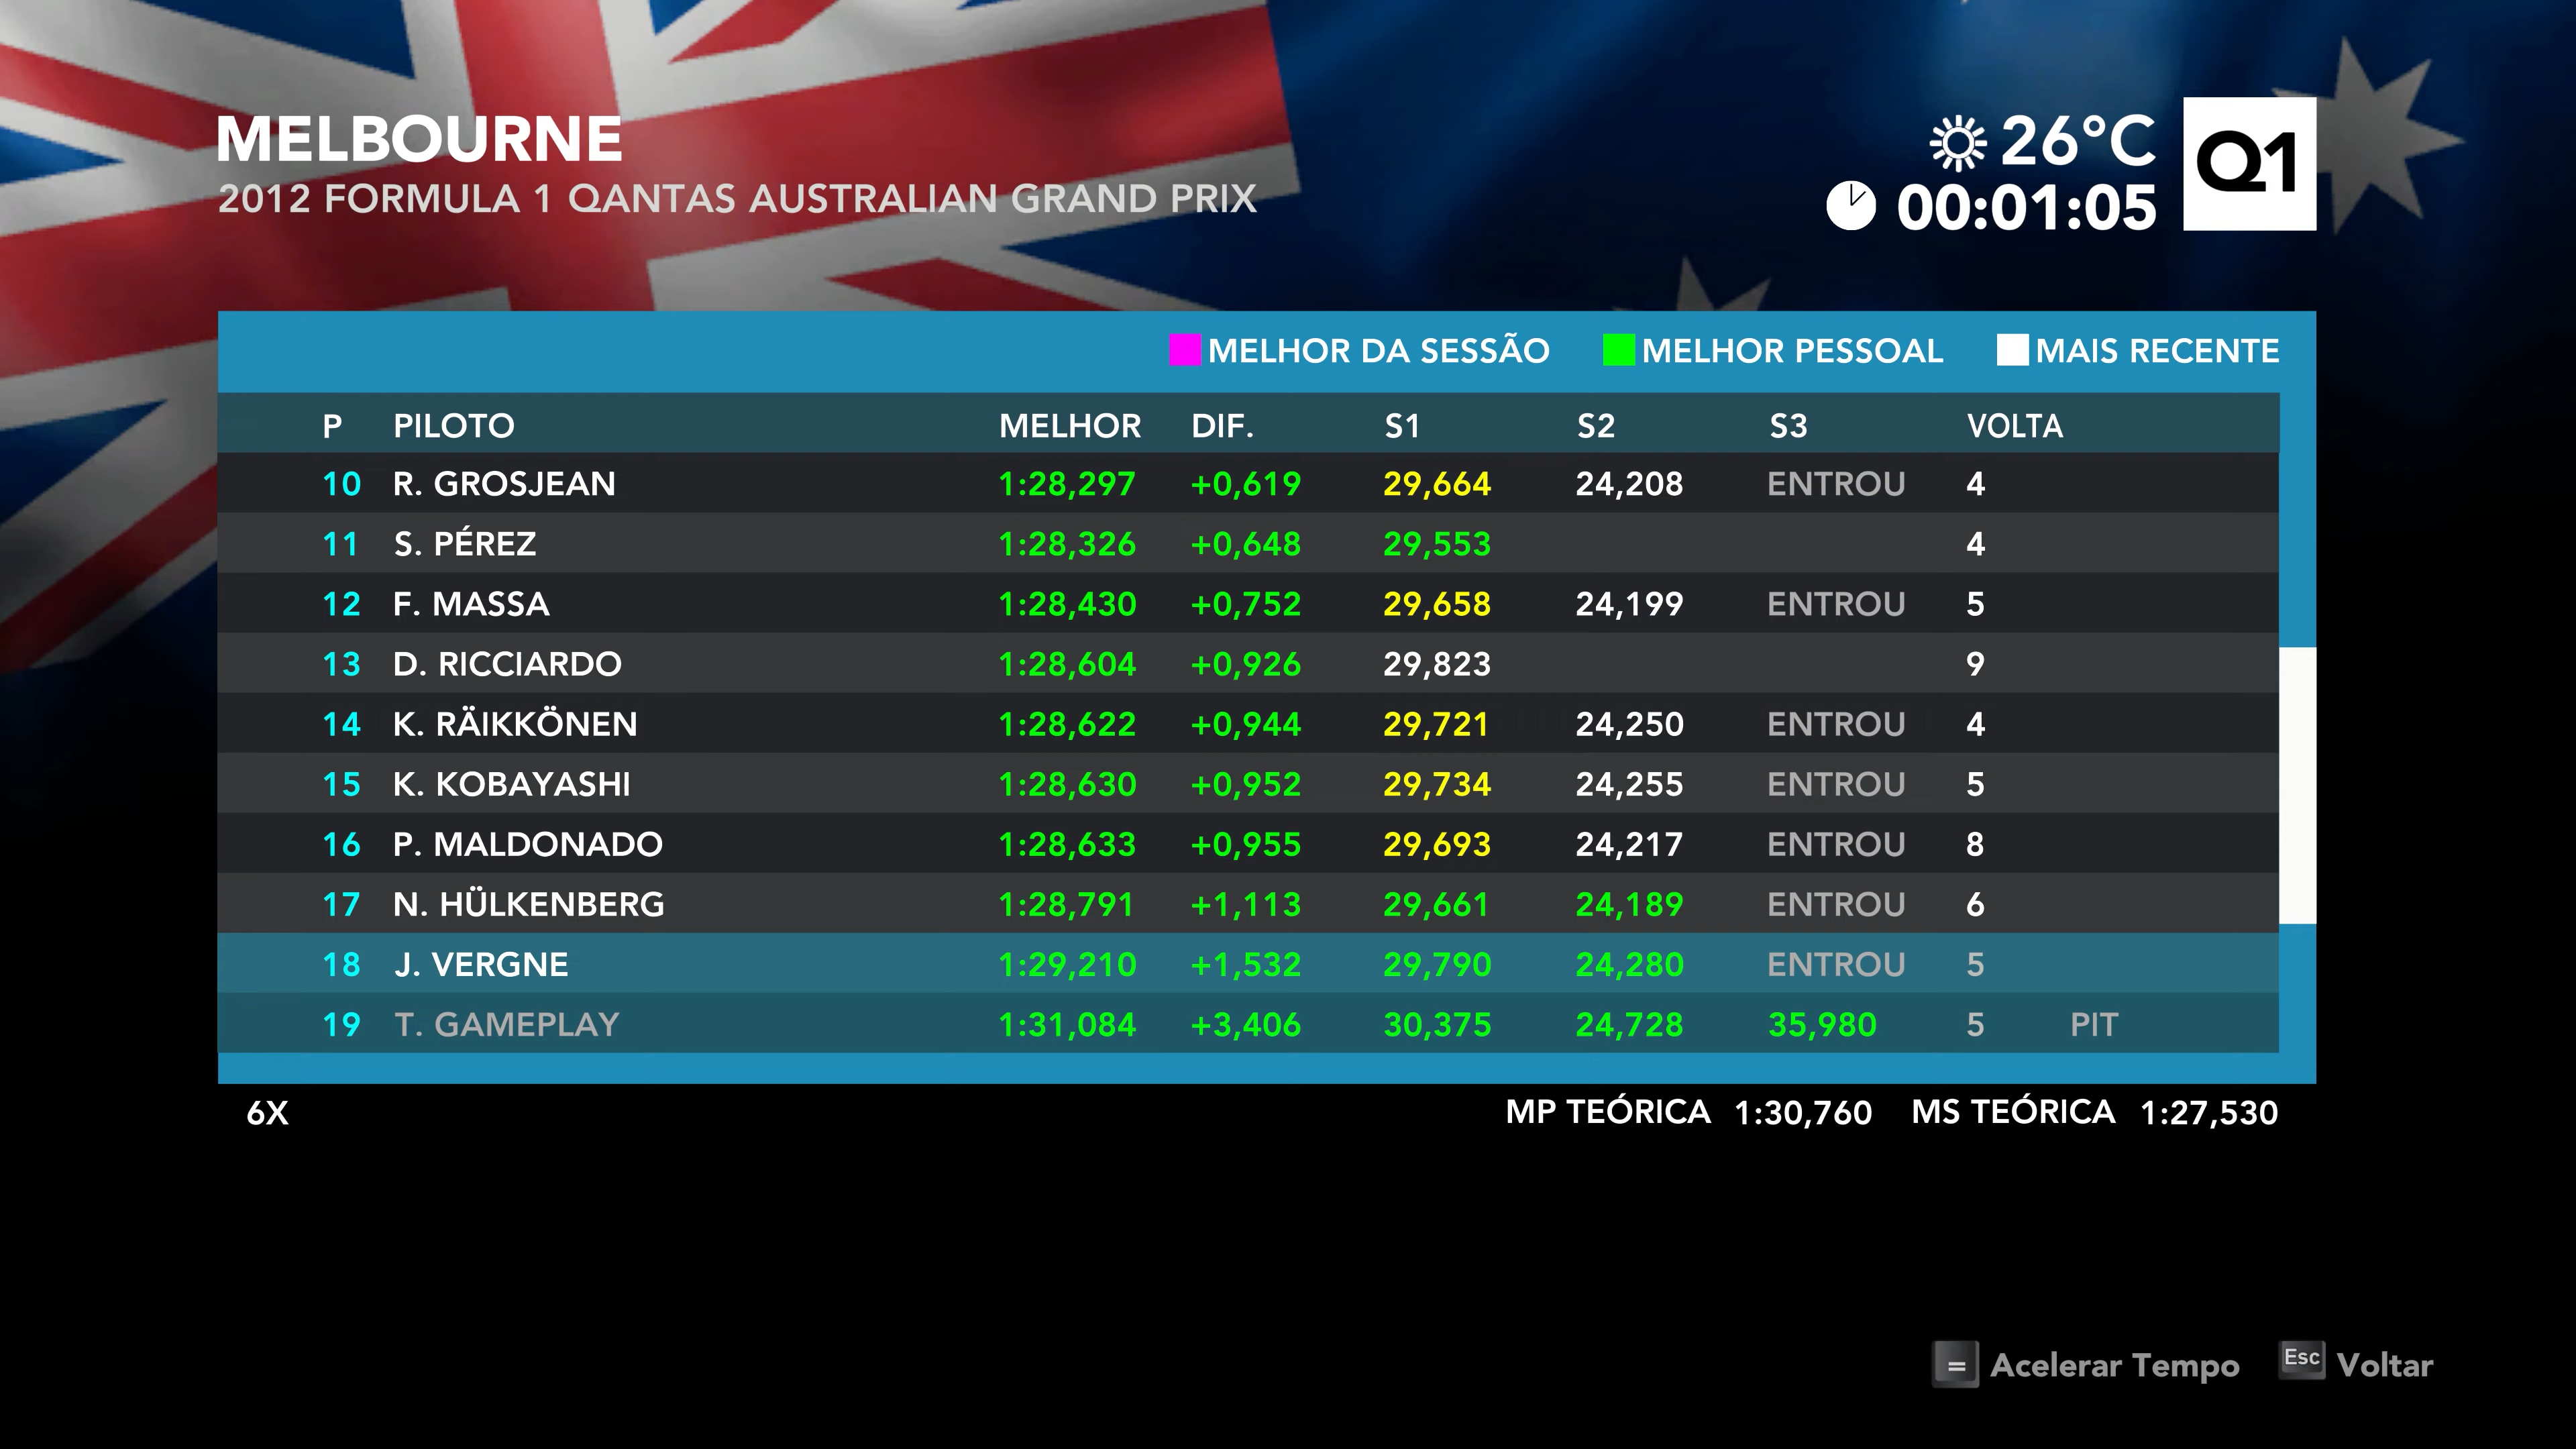 MELBOURNE
2012 FORMULA 1 QANTAS AUSTRALIAN GRAND PRIX
26°C
00:01:05
Q1
MELHOR DA SESSÃO MELHOR PESSOAL MAIS RECENTE
P PILOTO MELHOR DIF. S1 S2 S3 VOLTA
10 R. GROSJEAN 1:28,297 +0,619 29,664 24,208 ENTROU 4
11 S. PÉREZ 1:28,326 +0,648 29,553 4
12 F. MASSA 1:28,430 +0,752 29,658 24,199 ENTROU 5
13 D. RICCIARDO 1:28,604 +0,926 29,823 9
14 K. RÄIKKÖNEN 1:28,622 +0,944 29,721 24,250 ENTROU 4
15 K. KOBAYASHI 1:28,630 +0,952 29,734 24,255 ENTROU 5
16 P. MALDONADO 1:28,633 +0,955 29,693 24,217 ENTROU 8
17 N. HÜLKENBERG 1:28,791 +1,113 29,661 24,189 ENTROU 6
18 J. VERGNE 1:29,210 +1,532 29,790 24,280 ENTROU 5
19 T. GAMEPLAY 1:31,084 +3,406 30,375 24,728 35,980 5 PIT
6X MP TEÓRICA 1:30,760 MS TEÓRICA 1:27,530
= Acelerar Tempo Esc Voltar